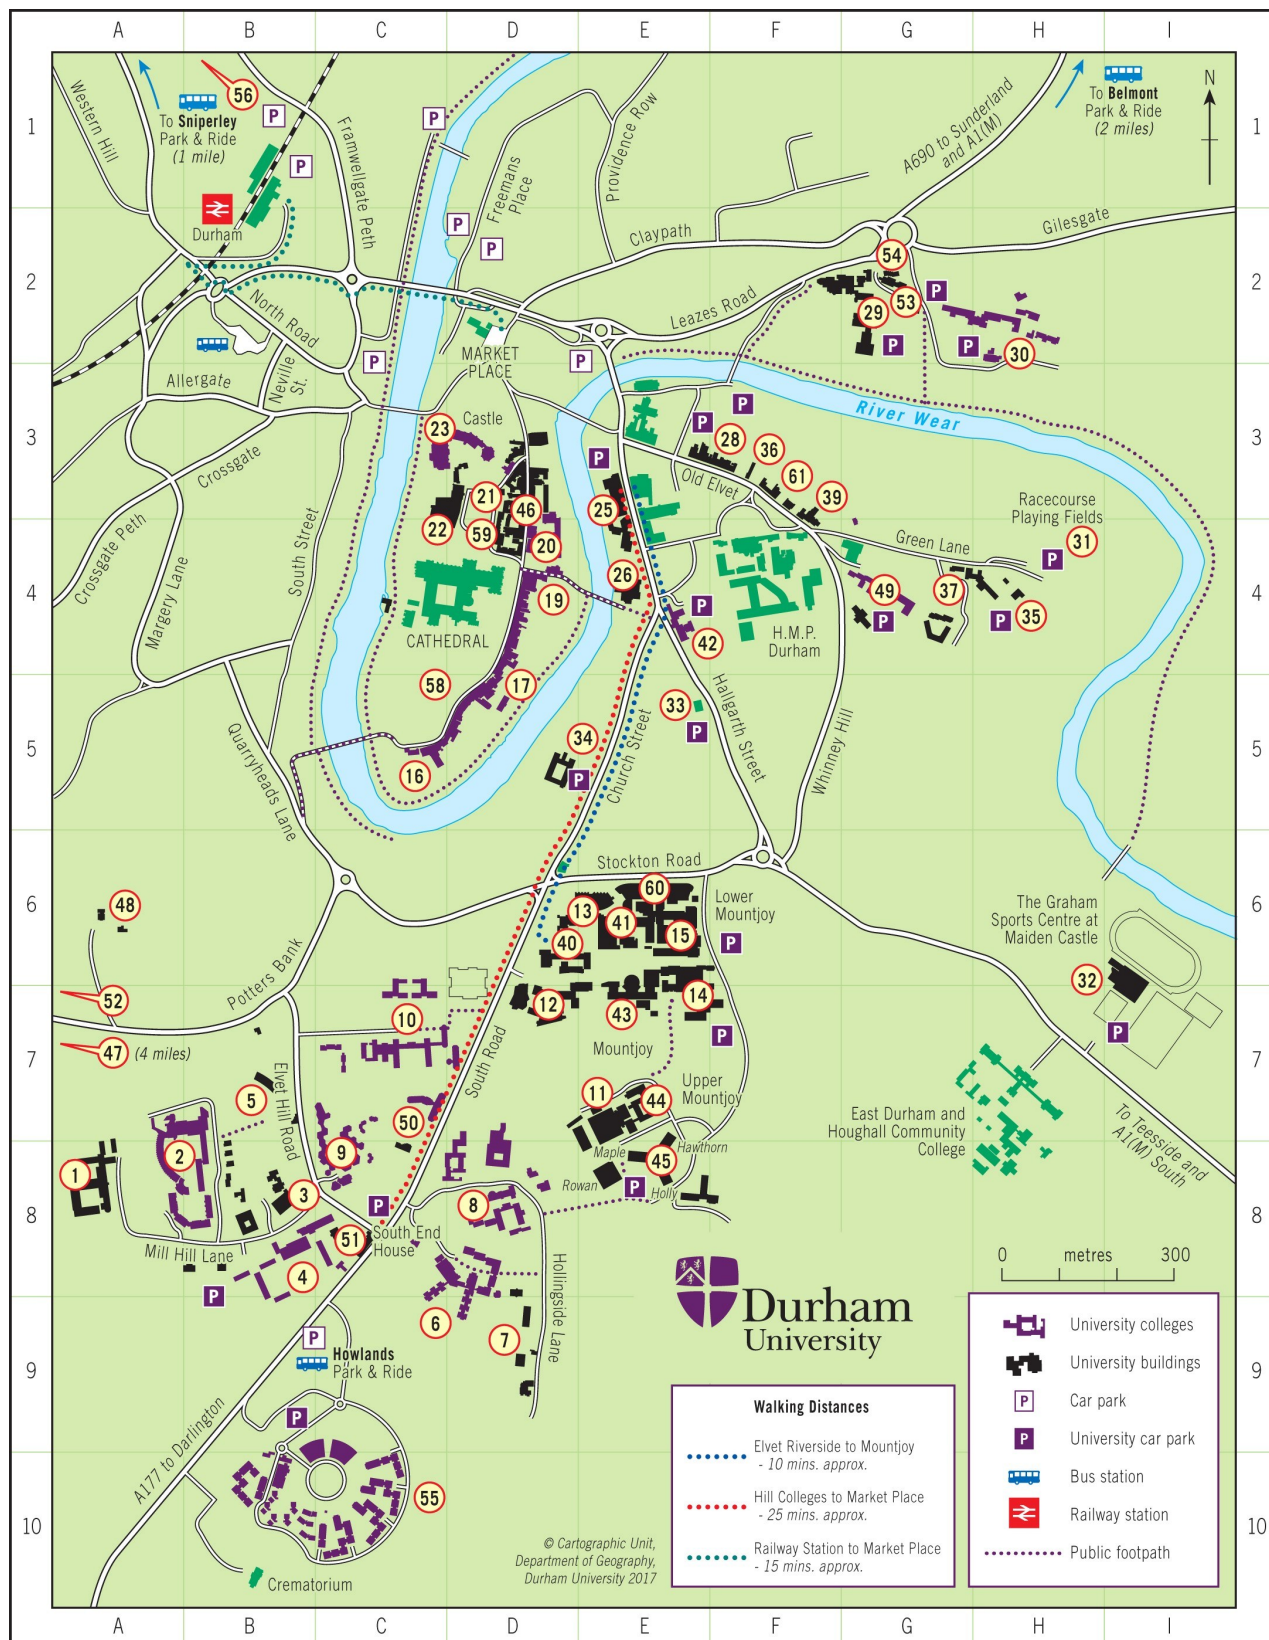 A B C D E F G H I
1
2
3
4
5
6
7
8
9
10
1
2
3
4
5
6
7
8
9
10
Western Hill
56
To Sniperley
Park & Ride
(1 mile)
P
P
P
Framwellgate Peth
Freemans
Place
Providence Row
A690 to Sunderland
and A1(M)
To Belmont
Park & Ride
(2 miles)
N
Durham
P
P
Claypath
Gilesgate
54
53
29
P
P
P
30
Leazes Road
North Road
Neville
St.
Allergate
P
MARKET
PLACE
P
River Wear
Crossgate
Crossgate Peth
Margery Lane
South Street
23
Castle
21
46
22
59
20
P
25
P
P
28
36
61
39
Old Elvet
Racecourse
Playing Fields
31
P
Green Lane
CATHEDRAL
19
26
P
42
H.M.P.
Durham
49
P
37
P
35
58
17
16
34
P
33
P
Church Street
Hallgarth Street
Whinney Hill
Quarryheads Lane
Stockton Road
48
52
47
(4 miles)
Potters Bank
60
13
41
40
15
Lower
Mountjoy
P
The Graham
Sports Centre at
Maiden Castle
32
P
10
12
43
14
P
Mountjoy
South Road
11
44
Upper
Mountjoy
5
Elvet Hill Road
50
9
2
1
3
45
Maple
Hawthorn
Rowan
Holly
P
East Durham and
Houghall Community
College
To Teesside and
A1(M) South
P
8
51
South End
House
Mill Hill Lane
4
P
6
7
Hollingside Lane
P
Howlands
Park & Ride
A177 to Darlington
P
55
Crematorium
Durham
University
0 metres 300
University colleges
University buildings
P Car park
P University car park
Bus station
Railway station
Public footpath
Walking Distances
Elvet Riverside to Mountjoy
- 10 mins. approx.
Hill Colleges to Market Place
- 25 mins. approx.
Railway Station to Market Place
- 15 mins. approx.
© Cartographic Unit,
Department of Geography,
Durham University 2017
A B C D E F G H I